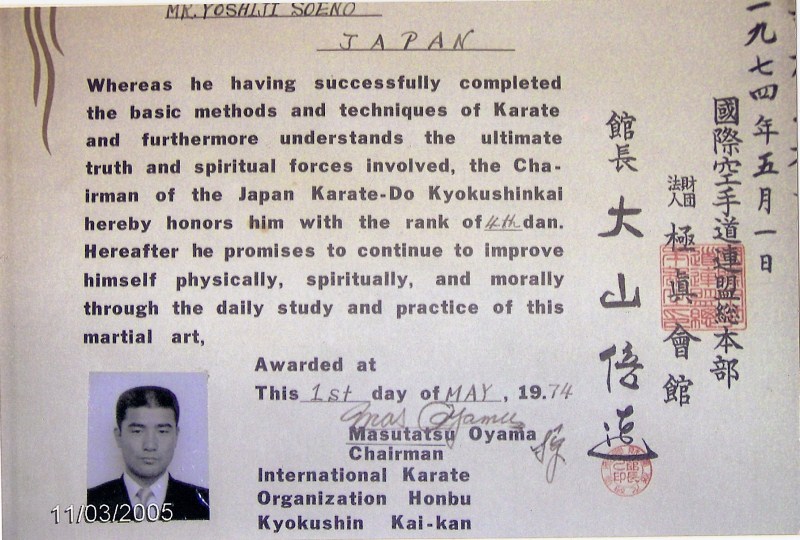 MR. YOSHIJI SOENO
JAPAN
Whereas he having successfully completed
the basic methods and techniques of Karate
and furthermore understands the ultimate
truth and spiritual forces involved, the Cha-
irman of the Japan Karate-Do Kyokushinkai
hereby honors him with the rank of 4th dan.
Hereafter he promises to continue to improve
himself physically, spiritually, and morally
through the daily study and practice of this
martial art,
Awarded at
This 1st day of MAY, 19.74
Mas Oyama
Masutatsu Oyama
Chairman
International Karate
Organization Honbu
Kyokushin Kai-kan
11/03/2005
一九七四年五月一日
國際空手道連盟総本部
財団法人 極眞會館
館長 大山倍達